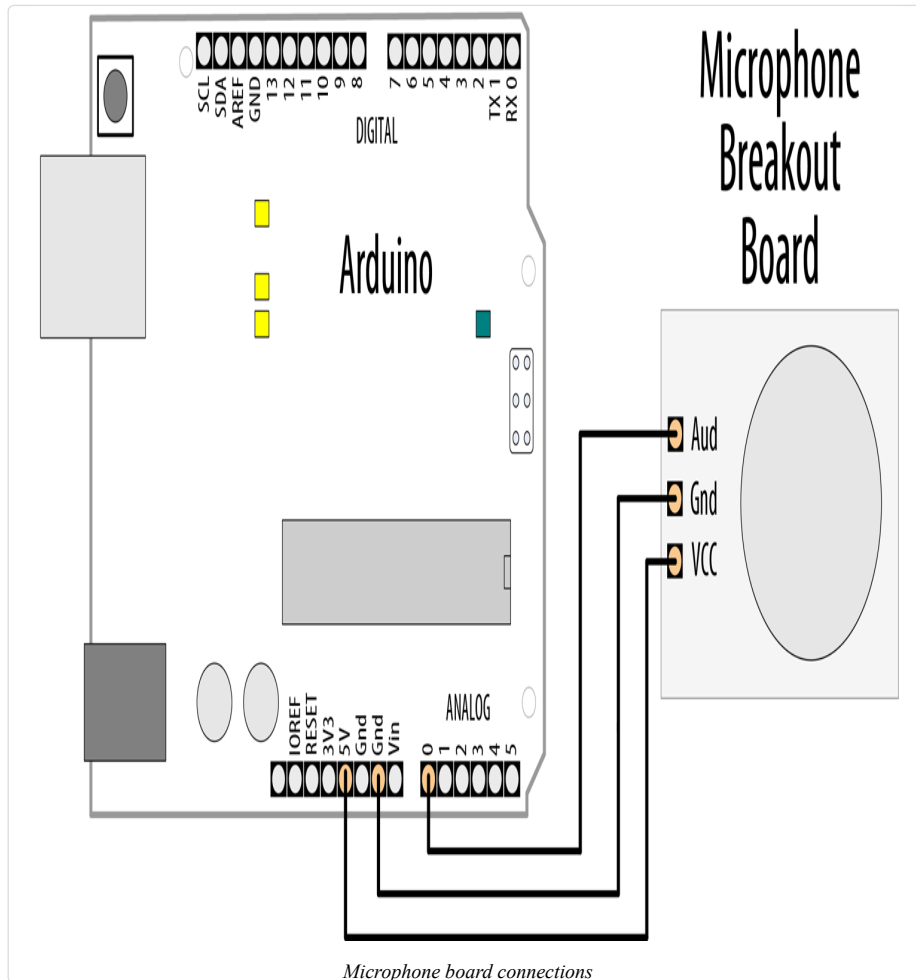 SCL
SDA
AREF
GND
13
12
11
10
9
8
7
6
5
4
3
2
TX 1
RX 0
DIGITAL
Arduino
Microphone
Breakout
Board
Aud
Gnd
VCC
IOREF
RESET
3V3
5V
Gnd
Gnd
Vin
ANALOG
0
1
2
3
4
5
Microphone board connections